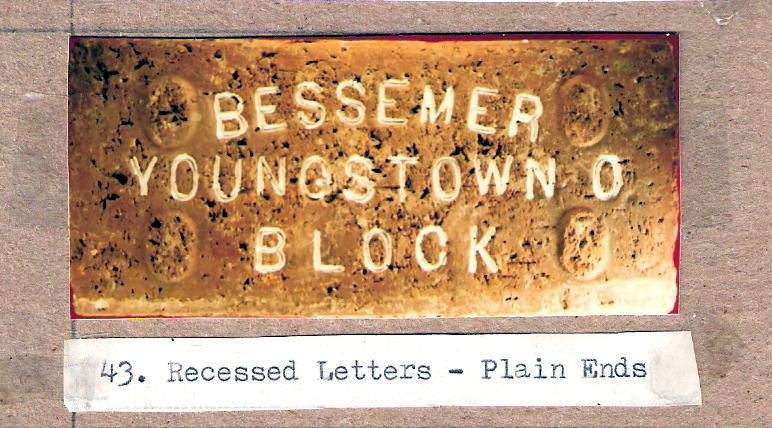 BESSEMER
YOUNGSTOWN O
BLOCK
43. Recessed Letters - Plain Ends